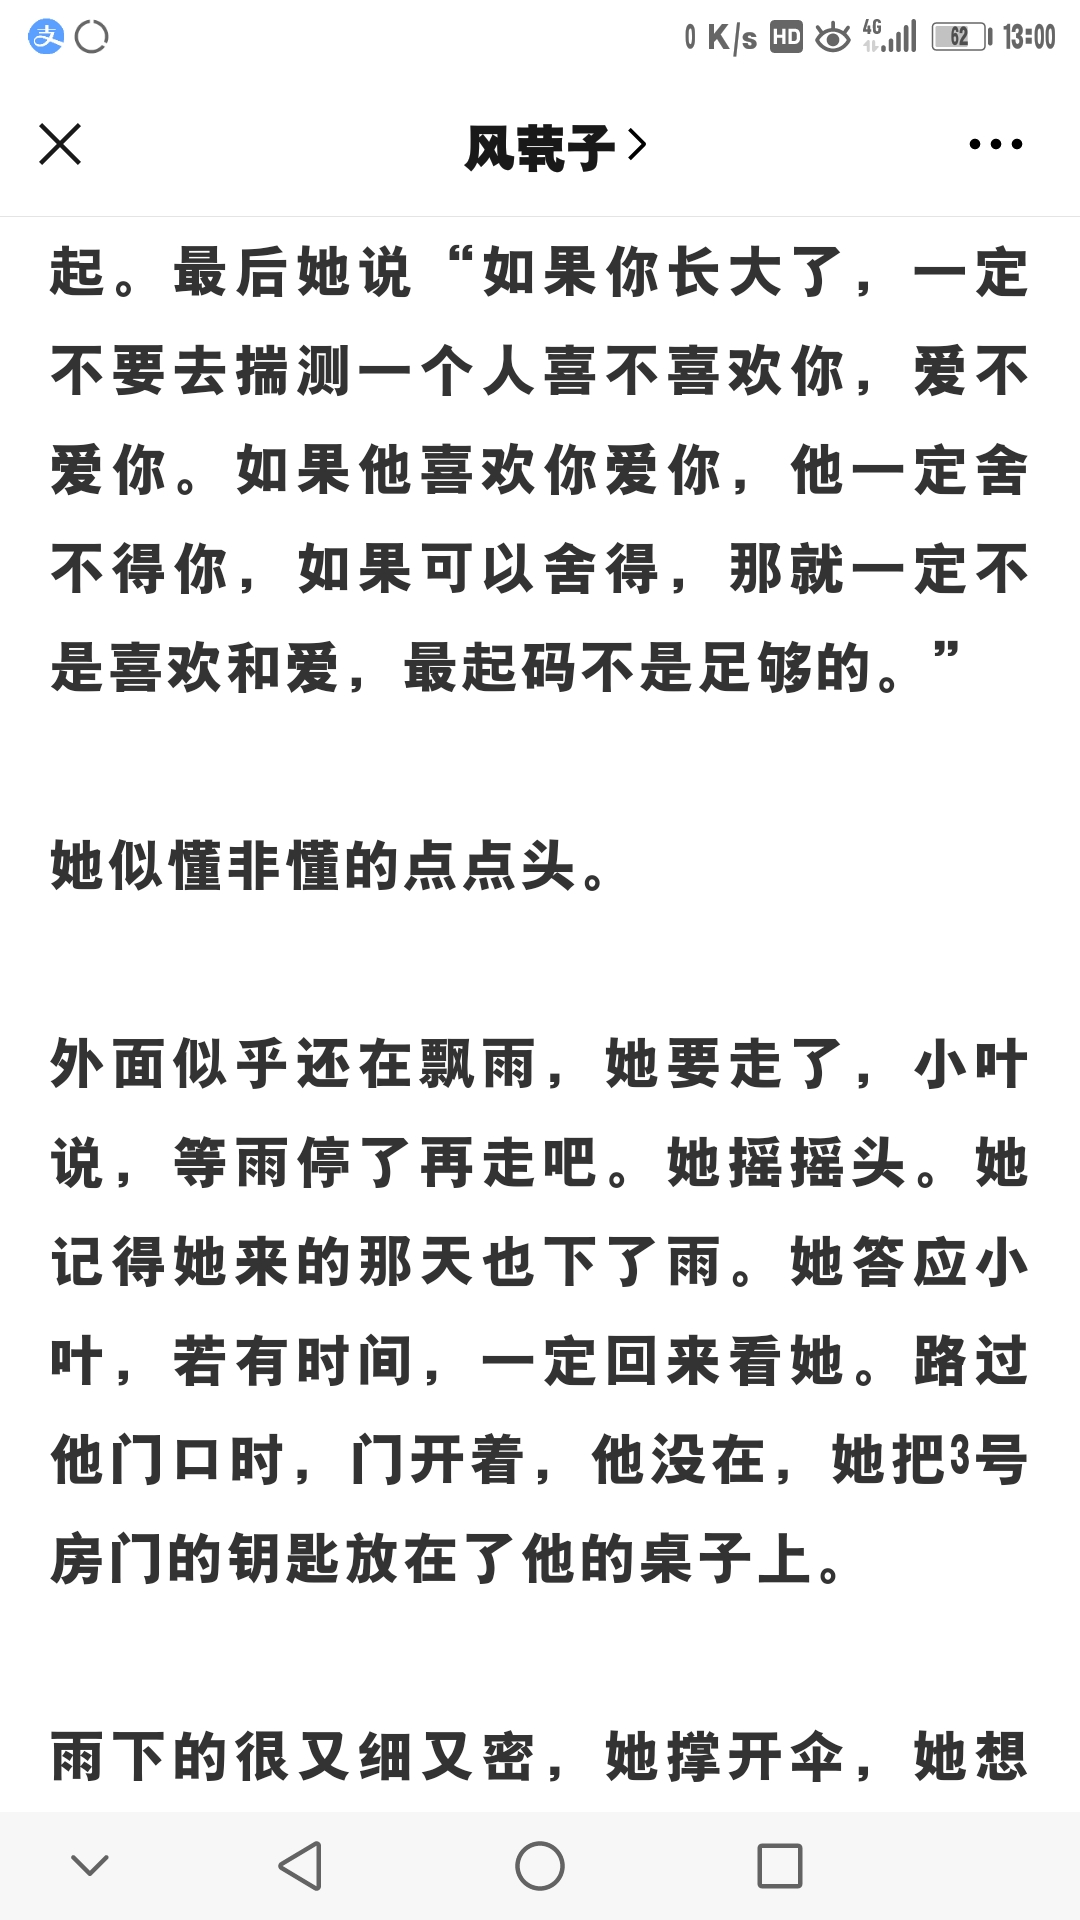 支 0 K/s HD 4G 62 13:00
风蒄子
起。最后她说“如果你长大了，一定
不要去揣测一个人喜不喜欢你，爱不
爱你。如果他喜欢你爱你，他一定舍
不得你，如果可以舍得，那就一定不
是喜欢和爱，最起码不是足够的。”
她似懂非懂的点点头。
外面似乎还在飘雨，她要走了，小叶
说，等雨停了再走吧。她摇摇头。她
记得她来的那天也下了雨。她答应小
叶，若有时间，一定回来看她。路过
他门口时，门开着，他没在，她把3号
房门的钥匙放在了他的桌子上。
雨下的很又细又密，她撑开伞，她想